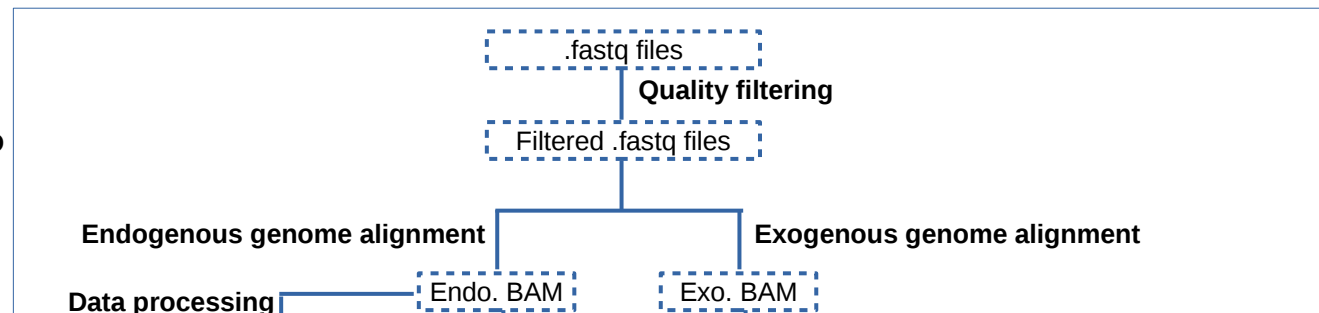 .fastq files
Quality filtering
Filtered .fastq files
Endogenous genome alignment
Exogenous genome alignment
Endo. BAM
Exo. BAM
Data processing